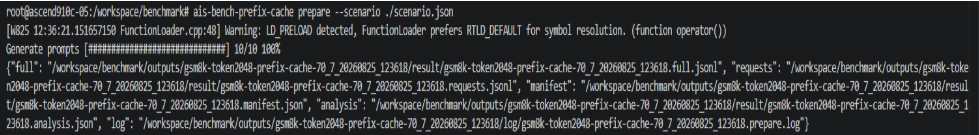 root@ascend910c-05:/workspace/benchmark# ais-bench-prefix-cache prepare --scenario ./scenario.json
[W825 12:36:21.151657150 FunctionLoader.cpp:48] Warning: LD_PRELOAD detected, FunctionLoader prefers RTLD_DEFAULT for symbol resolution. (function operator())
Generate prompts [##############################] 10/10 100%
{"full": "/workspace/benchmark/outputs/gsm8k-token2048-prefix-cache-70_7_20260825_123618/result/gsm8k-token2048-prefix-cache-70_7_20260825_123618.full.jsonl", "requests": "/workspace/benchmark/outputs/gsm8k-toke
n2048-prefix-cache-70_7_20260825_123618/result/gsm8k-token2048-prefix-cache-70_7_20260825_123618.requests.jsonl", "manifest": "/workspace/benchmark/outputs/gsm8k-token2048-prefix-cache-70_7_20260825_123618/resul
t/gsm8k-token2048-prefix-cache-70_7_20260825_123618.manifest.json", "analysis": "/workspace/benchmark/outputs/gsm8k-token2048-prefix-cache-70_7_20260825_123618/result/gsm8k-token2048-prefix-cache-70_7_20260825_1
23618.analysis.json", "log": "/workspace/benchmark/outputs/gsm8k-token2048-prefix-cache-70_7_20260825_123618/log/gsm8k-token2048-prefix-cache-70_7_20260825_123618.prepare.log"}